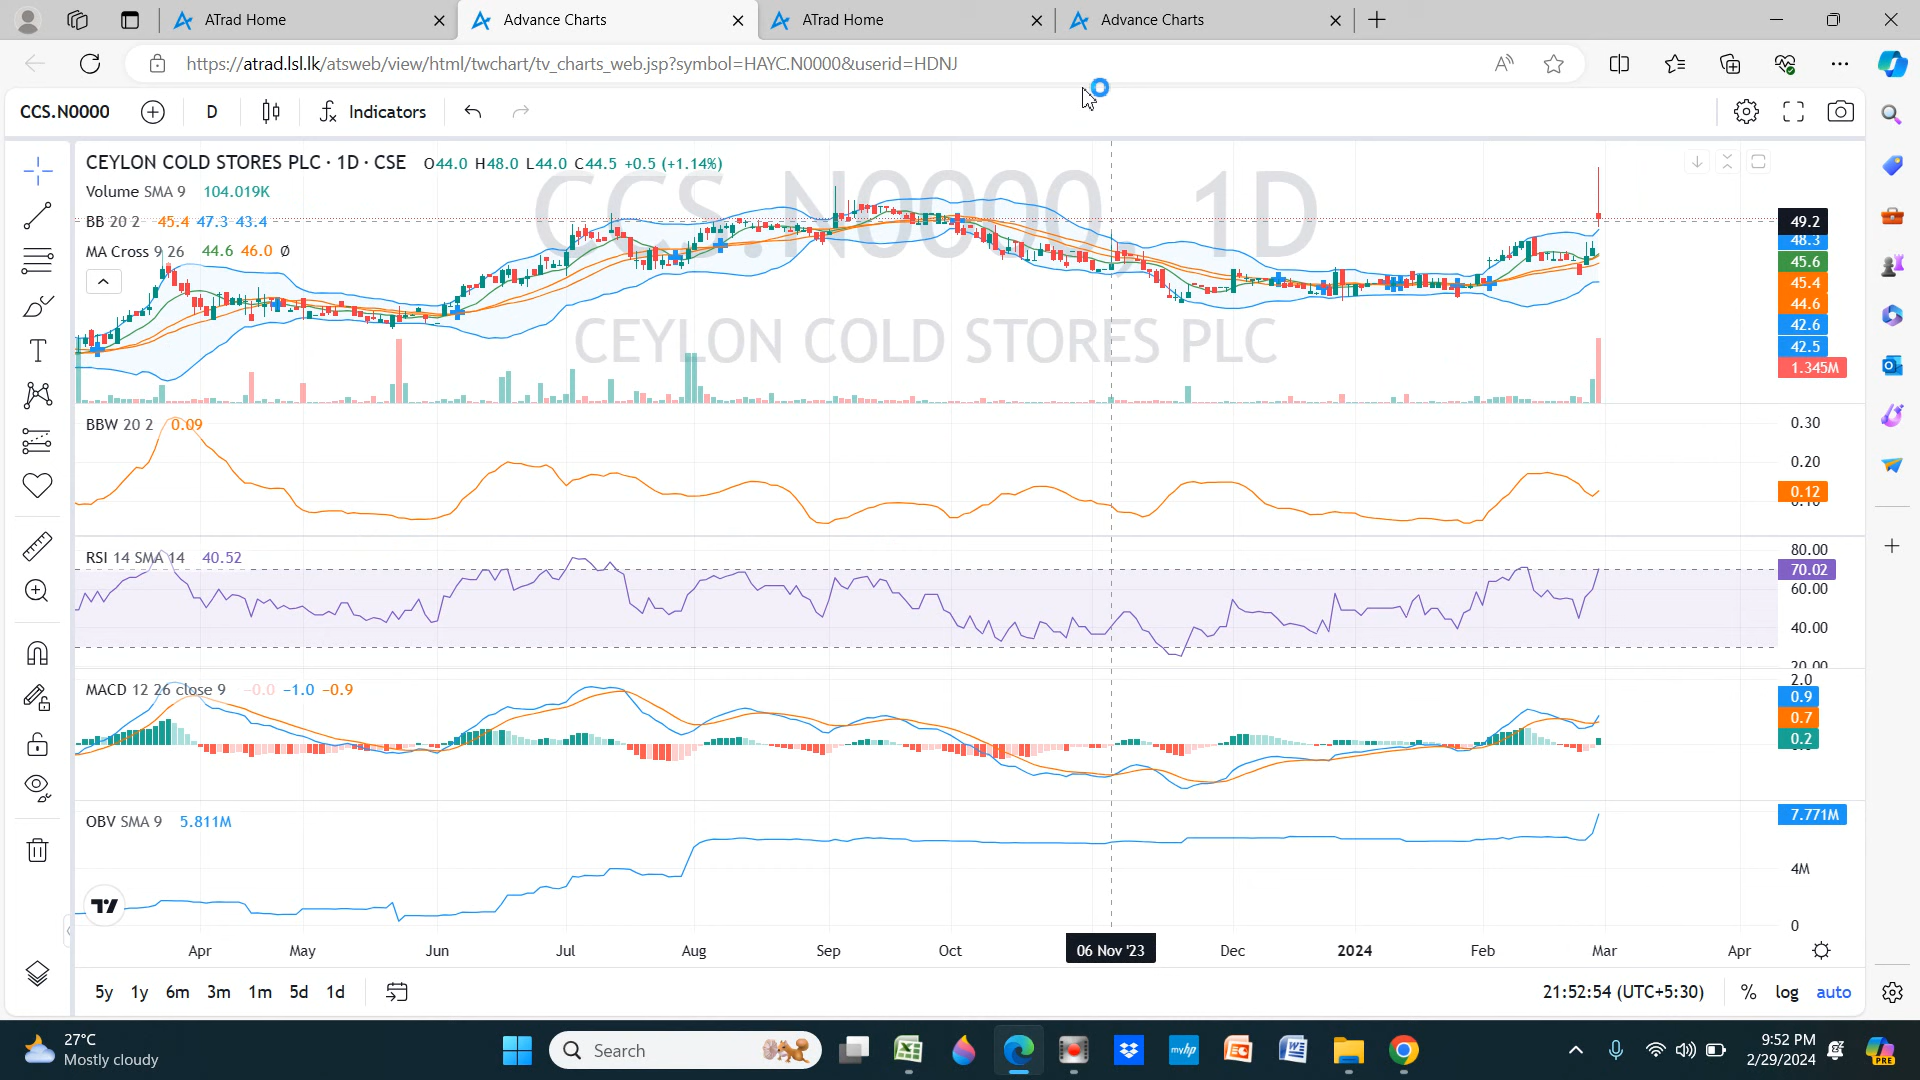 ATrad Home
Advance Charts
ATrad Home
Advance Charts
https://atrad.lsl.lk/atsweb/view/html/twchart/tv_charts_web.jsp?symbol=HAYC.N0000&userid=HDNJ
CCS.N0000
D
Indicators
CCS.N0000, 1D
CEYLON COLD STORES PLC
CEYLON COLD STORES PLC · 1D · CSE O44.0 H48.0 L44.0 C44.5 +0.5 (+1.14%)
Volume SMA 9 104.019K
BB 20 2 45.4 47.3 43.4
MA Cross 9 26 44.6 46.0 Ø
49.2
48.3
45.6
45.4
44.6
42.6
42.5
1.345M
BBW 20 2 0.09
0.30
0.20
0.12
0.10
RSI 14 SMA 14 40.52
80.00
70.02
60.00
40.00
20.00
MACD 12 26 close 9 −0.0 −1.0 −0.9
2.0
0.9
0.7
0.2
OBV SMA 9 5.811M
7.771M
4M
0
Apr May Jun Jul Aug Sep Oct 06 Nov '23 Dec 2024 Feb Mar Apr
5y 1y 6m 3m 1m 5d 1d
21:52:54 (UTC+5:30) % log auto
27°C
Mostly cloudy
Search
myhp
9:52 PM
2/29/2024
PRE